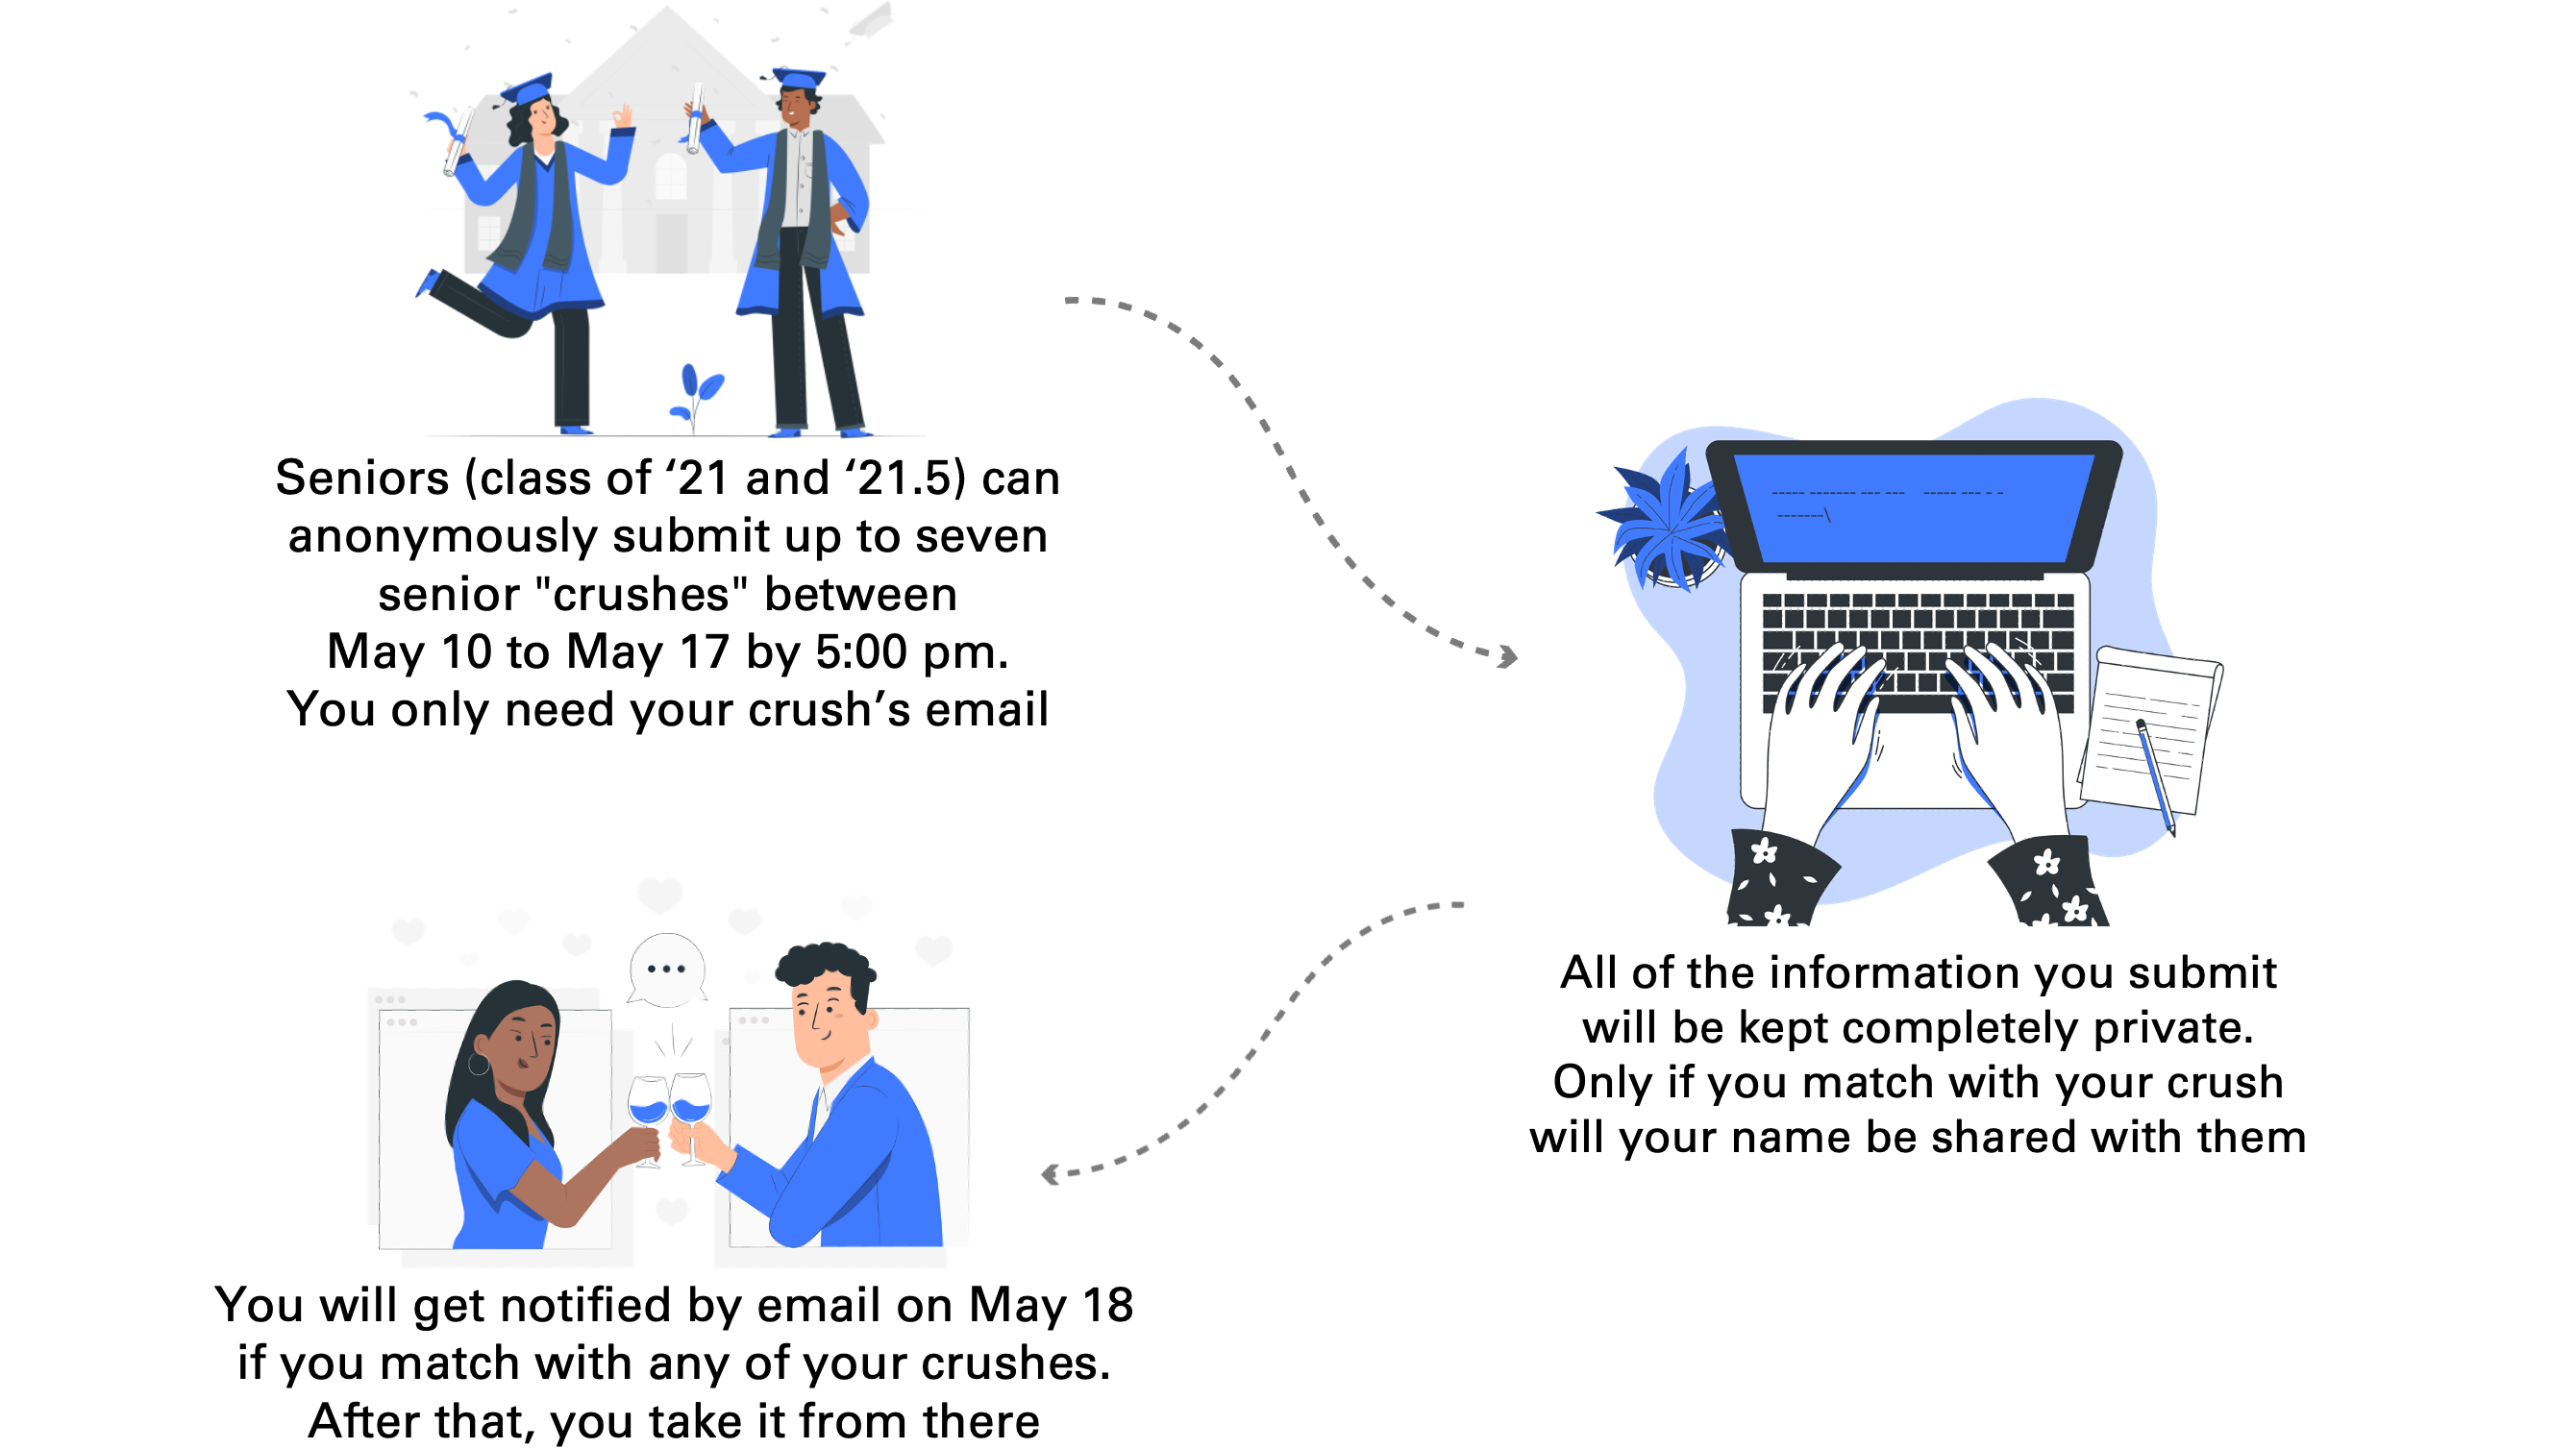 Seniors (class of ‘21 and ‘21.5) can
anonymously submit up to seven
senior "crushes" between
May 10 to May 17 by 5:00 pm.
You only need your crush’s email
All of the information you submit
will be kept completely private.
Only if you match with your crush
will your name be shared with them
You will get notified by email on May 18
if you match with any of your crushes.
After that, you take it from there